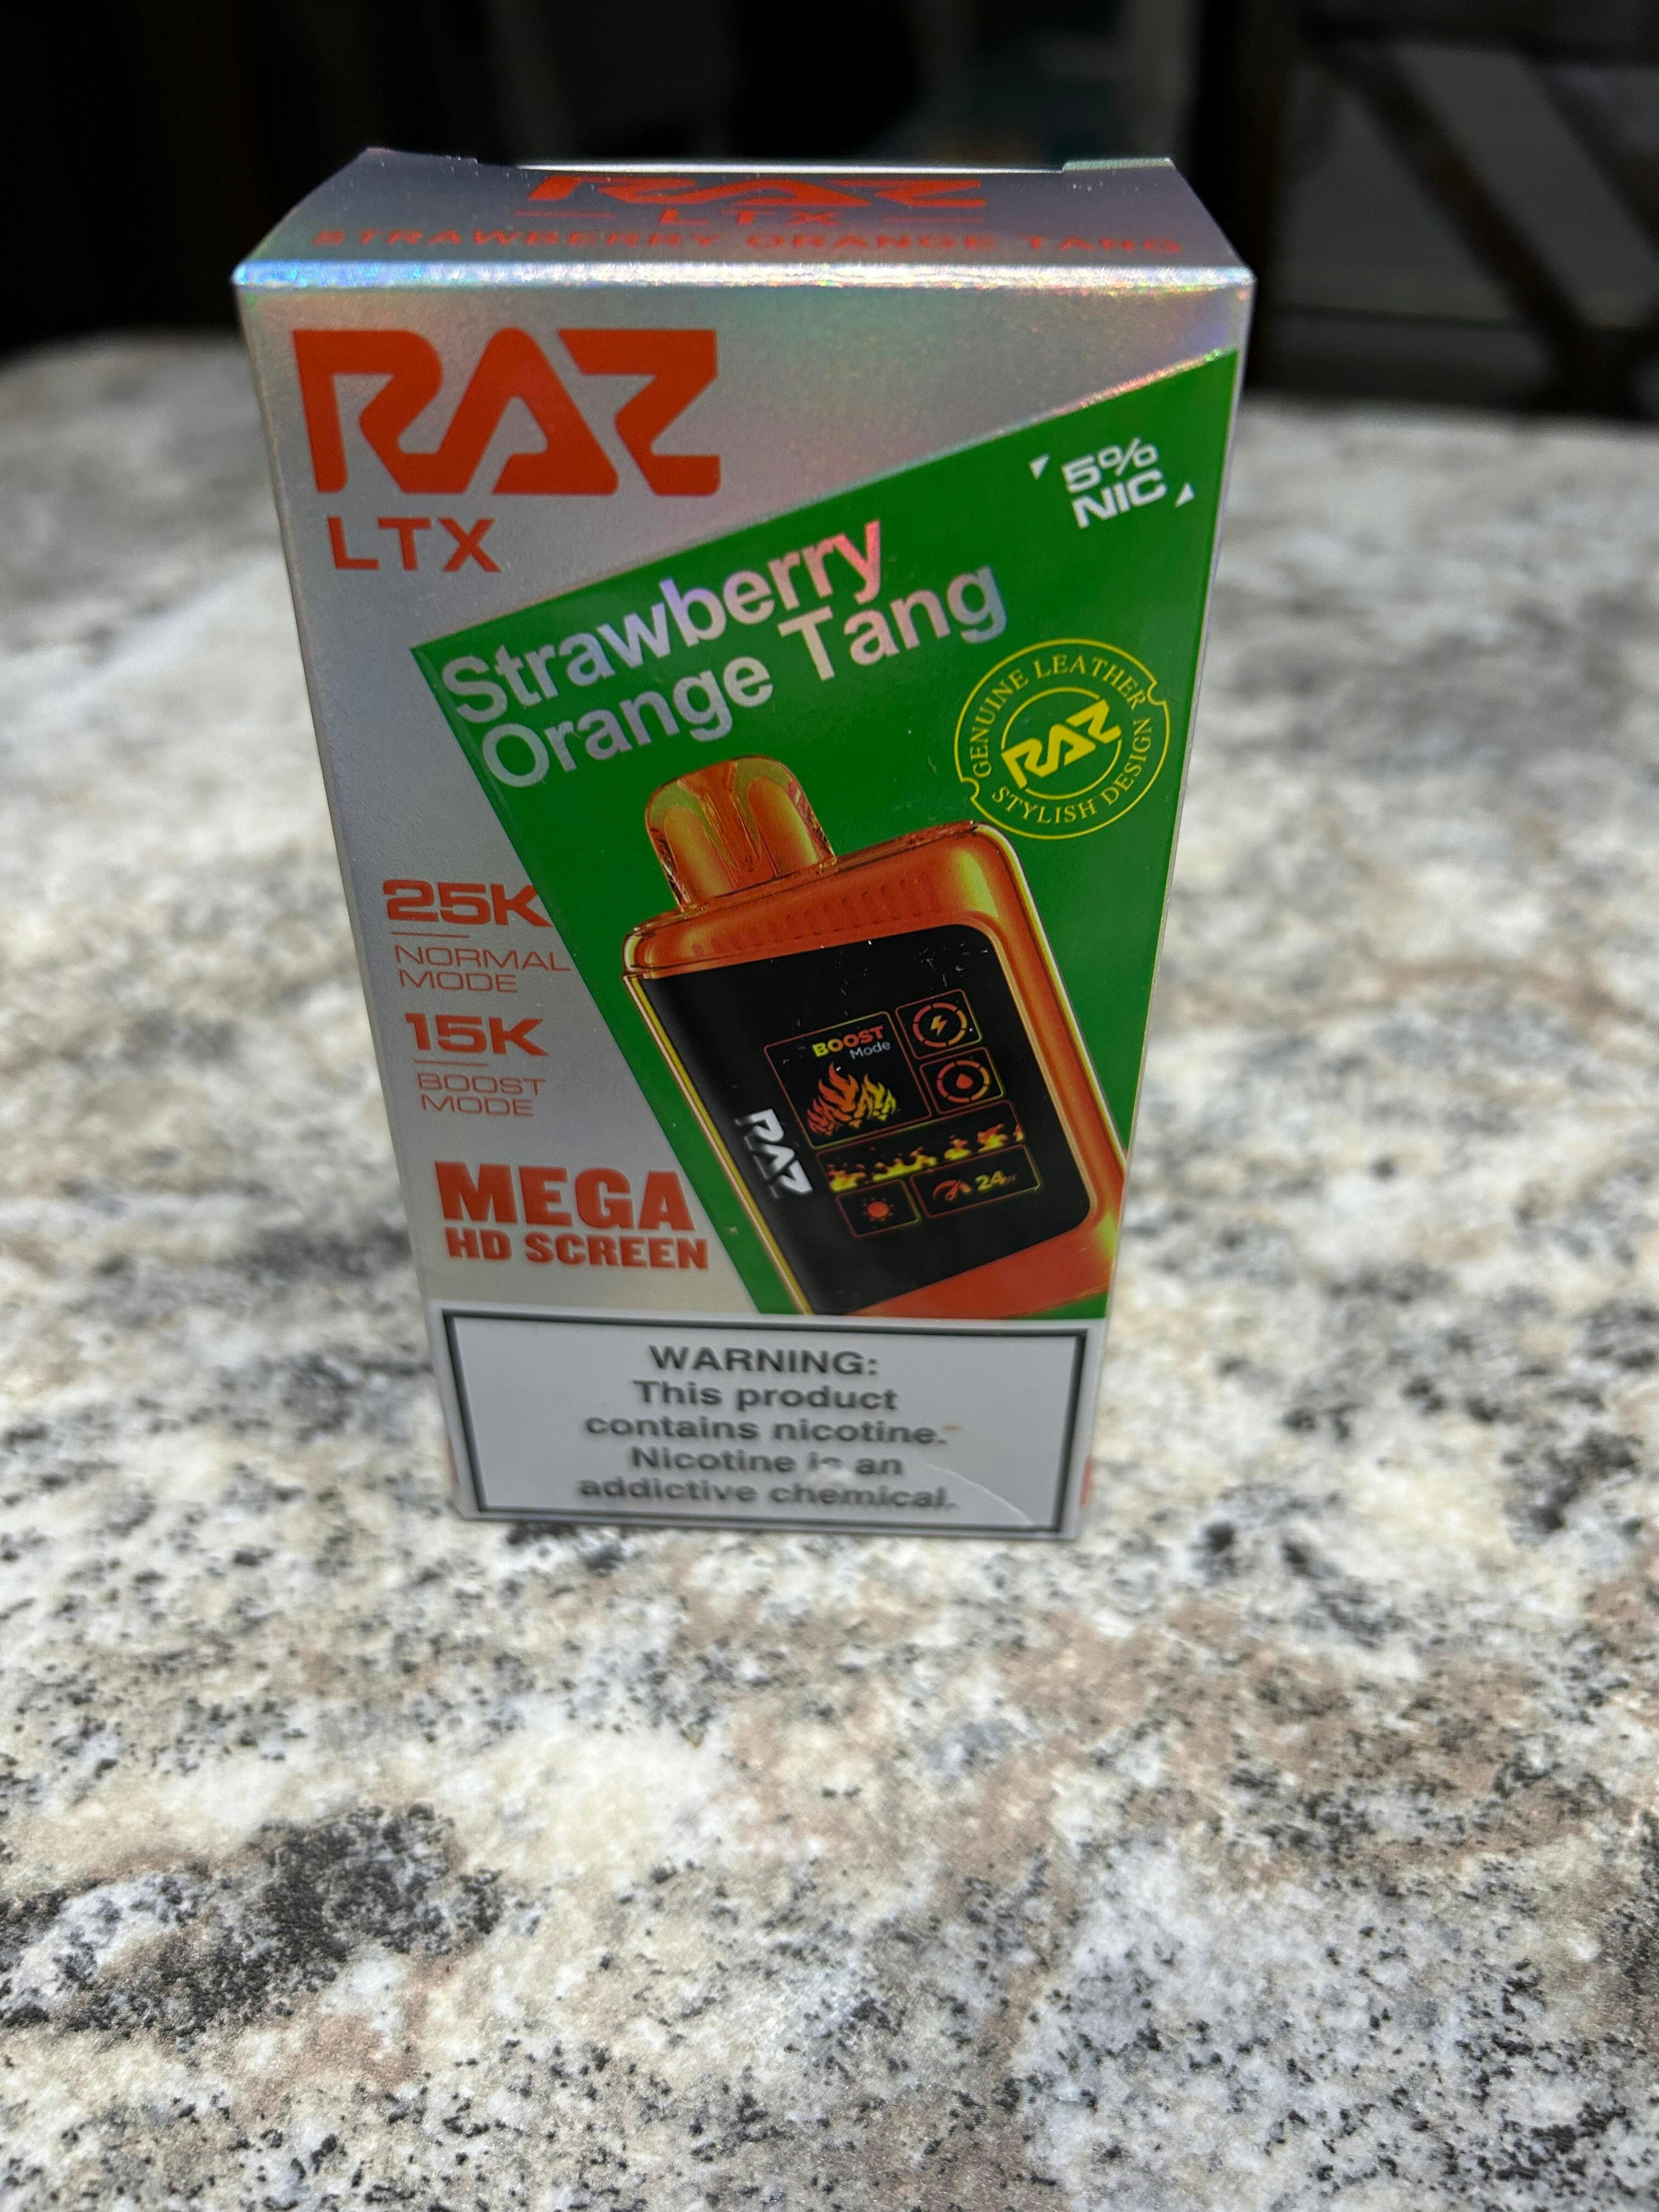 RAZ
LTX
STRAWBERRY ORANGE TANG
RAZ
LTX
5%
NIC
Strawberry
Orange Tang
GENUINE LEATHER
RAZ
STYLISH DESIGN
25K
NORMAL
MODE
15K
BOOST
MODE
MEGA
HD SCREEN
BOOST
Mode
RAZ
24W
WARNING:
This product
contains nicotine.
Nicotine is an
addictive chemical.